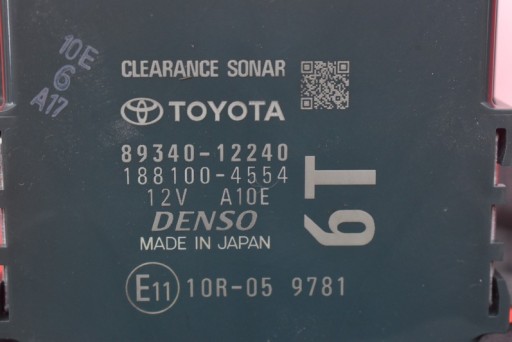 10E
6
A17
CLEARANCE SONAR
TOYOTA
89340-12240
188100-4554
12V A10E
DENSO
MADE IN JAPAN
6T
E11 10R-05 9781